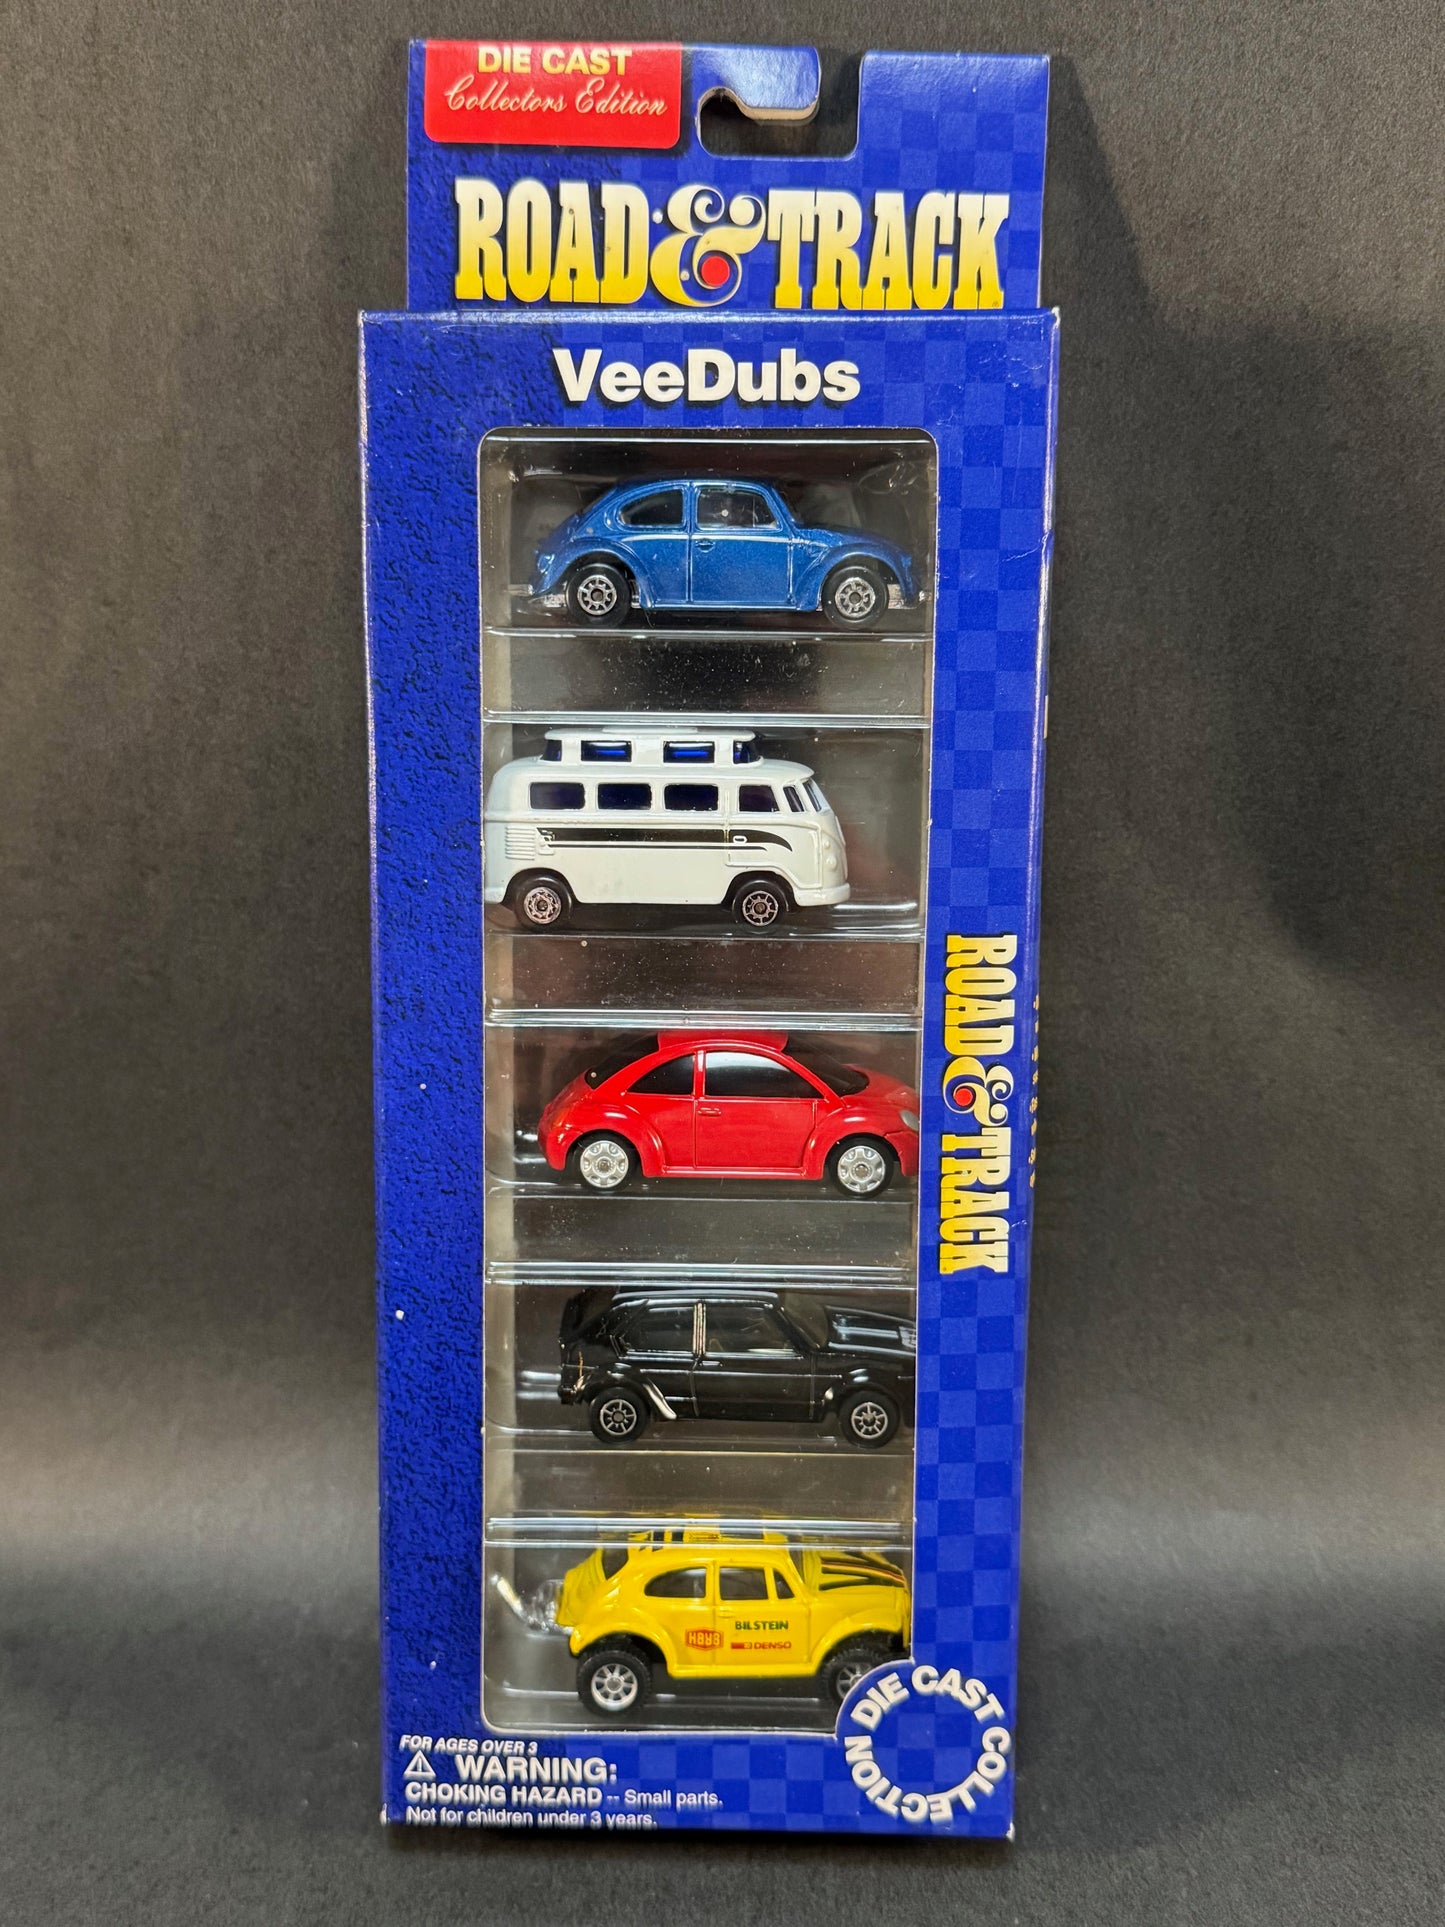 DIE CAST
Collectors Edition
ROAD & TRACK
VeeDubs
ROAD & TRACK
BILSTEIN
DENSO
DIE CAST COLLECTION
FOR AGES OVER 3
⚠ WARNING:
CHOKING HAZARD -- Small parts.
Not for children under 3 years.